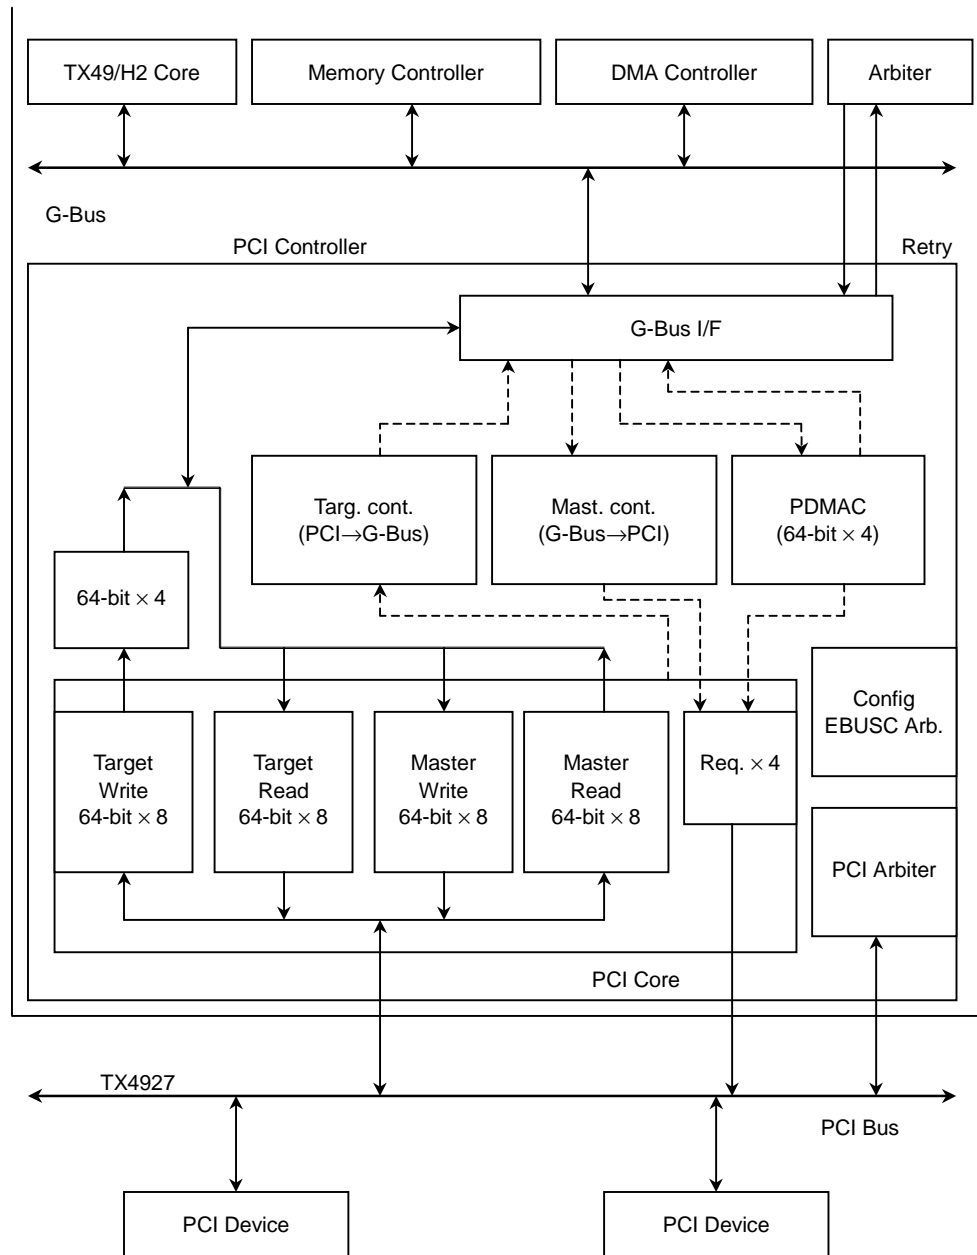 TX49/H2 Core
Memory Controller
DMA Controller
Arbiter
G-Bus
PCI Controller
Retry
G-Bus I/F
Targ. cont.
(PCI→G-Bus)
Mast. cont.
(G-Bus→PCI)
PDMAC
(64-bit × 4)
64-bit × 4
Config
EBUSC Arb.
Target
Write
64-bit × 8
Target
Read
64-bit × 8
Master
Write
64-bit × 8
Master
Read
64-bit × 8
Req. × 4
PCI Arbiter
PCI Core
TX4927
PCI Bus
PCI Device
PCI Device